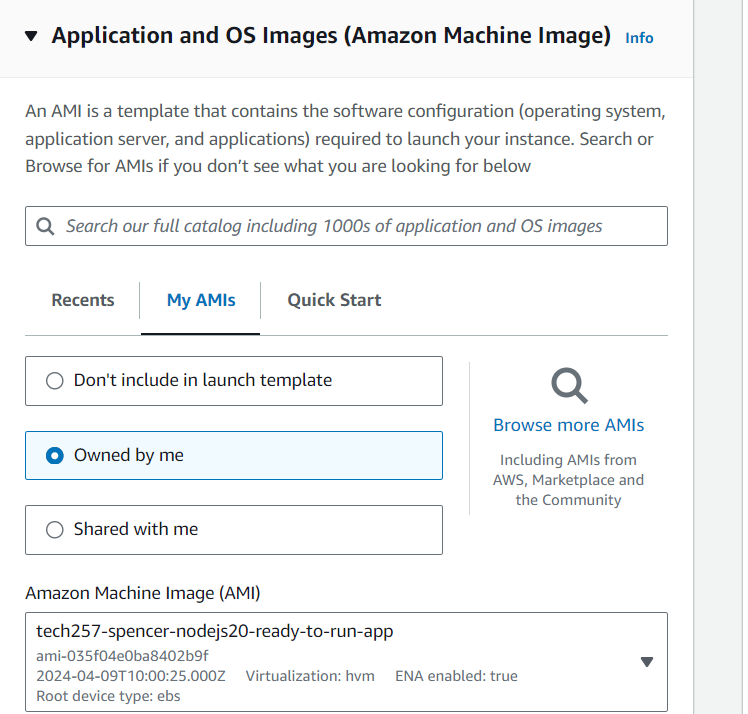 Application and OS Images (Amazon Machine Image) Info
An AMI is a template that contains the software configuration (operating system,
application server, and applications) required to launch your instance. Search or
Browse for AMIs if you don’t see what you are looking for below
Search our full catalog including 1000s of application and OS images
Recents My AMIs Quick Start
Don't include in launch template
Owned by me
Shared with me
Browse more AMIs
Including AMIs from
AWS, Marketplace and
the Community
Amazon Machine Image (AMI)
tech257-spencer-nodejs20-ready-to-run-app
ami-035f04e0ba8402b9f
2024-04-09T10:00:25.000Z Virtualization: hvm ENA enabled: true
Root device type: ebs